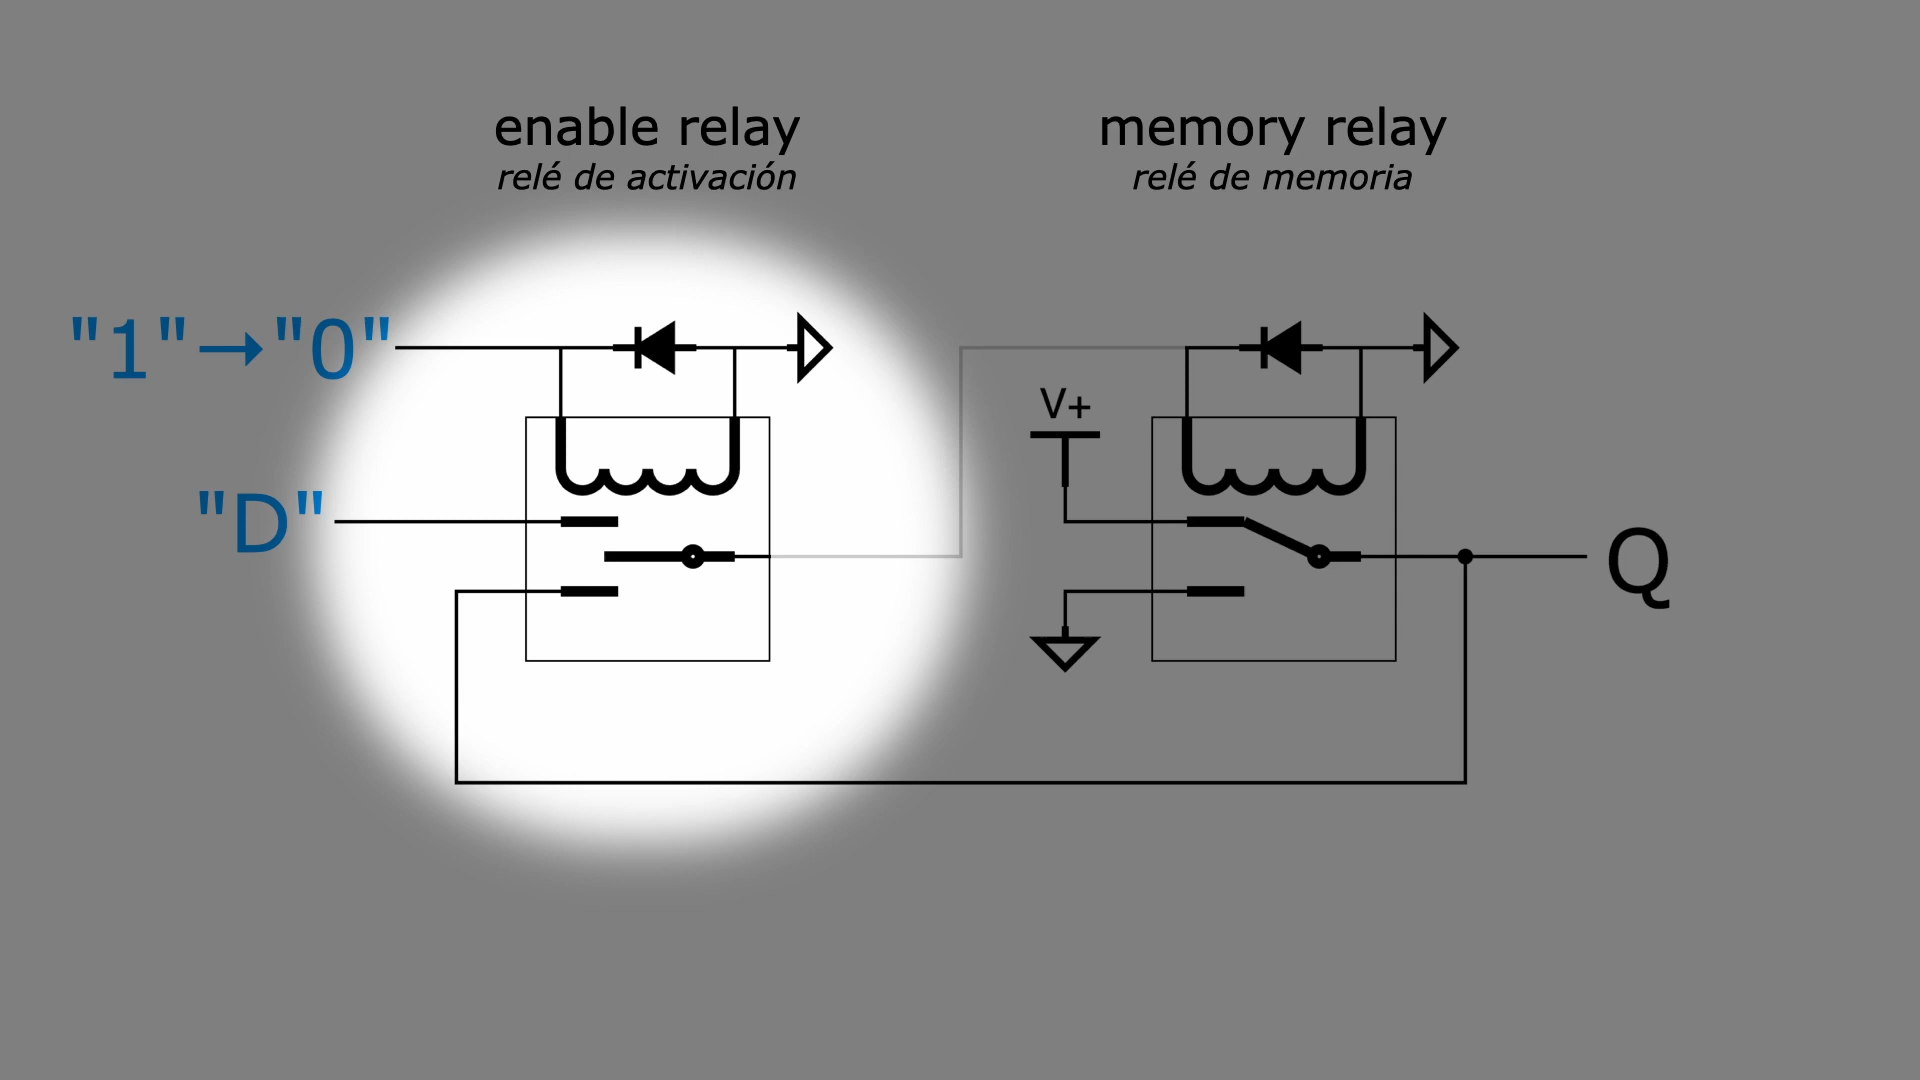 enable relay
relé de activación
memory relay
relé de memoria
"1"→"0"
V+
"D"
Q